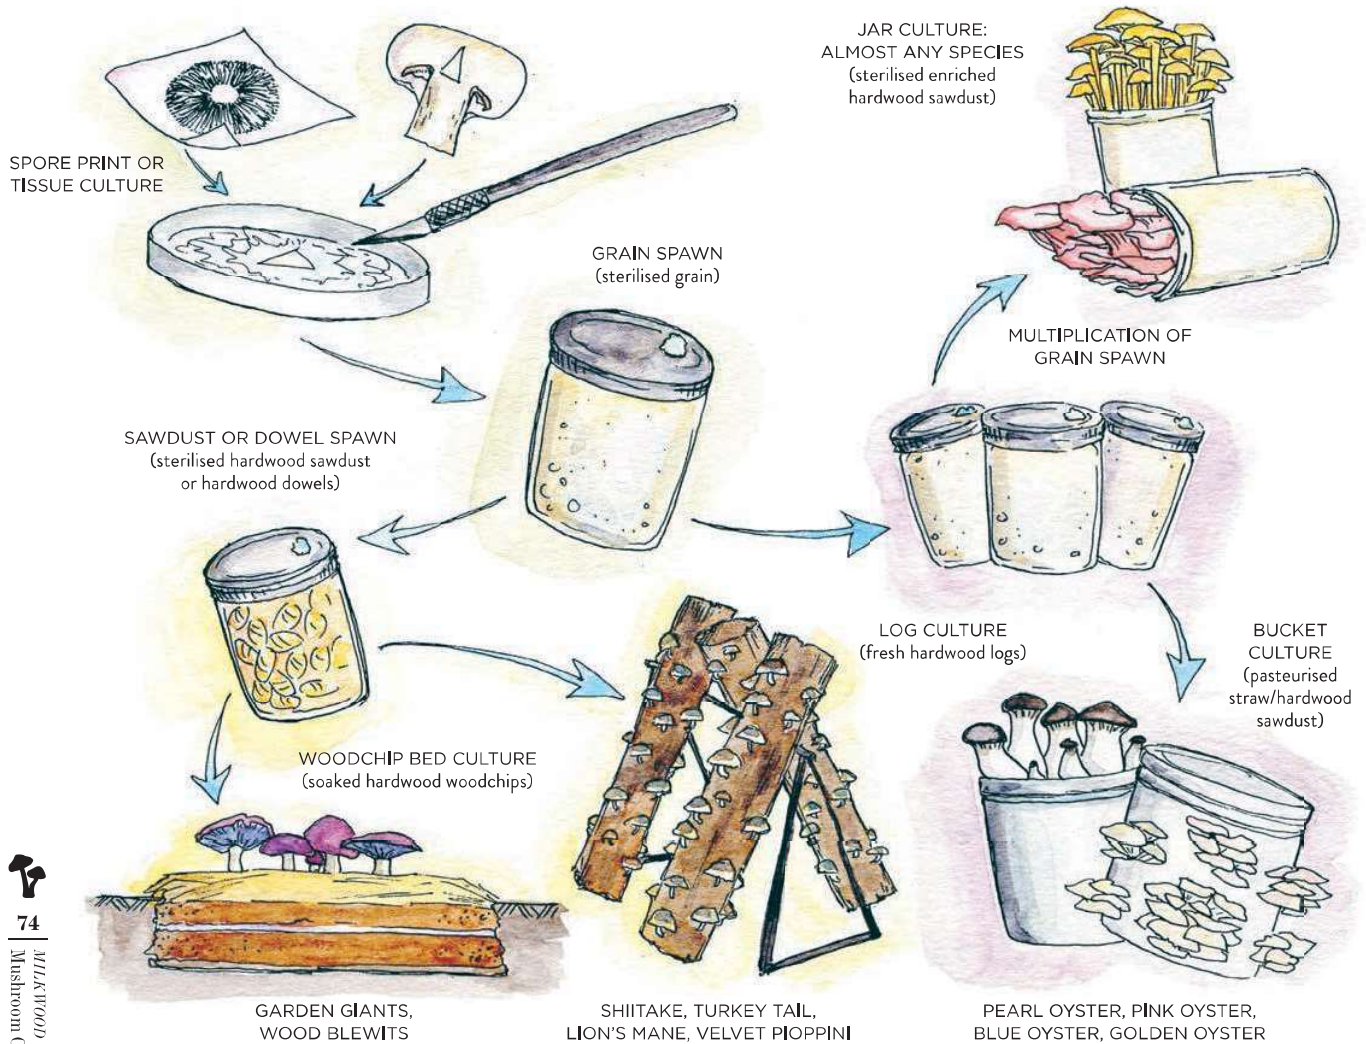 JAR CULTURE:
ALMOST ANY SPECIES
(sterilised enriched
hardwood sawdust)
SPORE PRINT OR
TISSUE CULTURE
GRAIN SPAWN
(sterilised grain)
MULTIPLICATION OF
GRAIN SPAWN
SAWDUST OR DOWEL SPAWN
(sterilised hardwood sawdust
or hardwood dowels)
LOG CULTURE
(fresh hardwood logs)
BUCKET
CULTURE
(pasteurised
straw/hardwood
sawdust)
WOODCHIP BED CULTURE
(soaked hardwood woodchips)
74
MILKWOOD
Mushroom
GARDEN GIANTS,
WOOD BLEWITS
SHIITAKE, TURKEY TAIL,
LION'S MANE, VELVET PIOPPINI
PEARL OYSTER, PINK OYSTER,
BLUE OYSTER, GOLDEN OYSTER